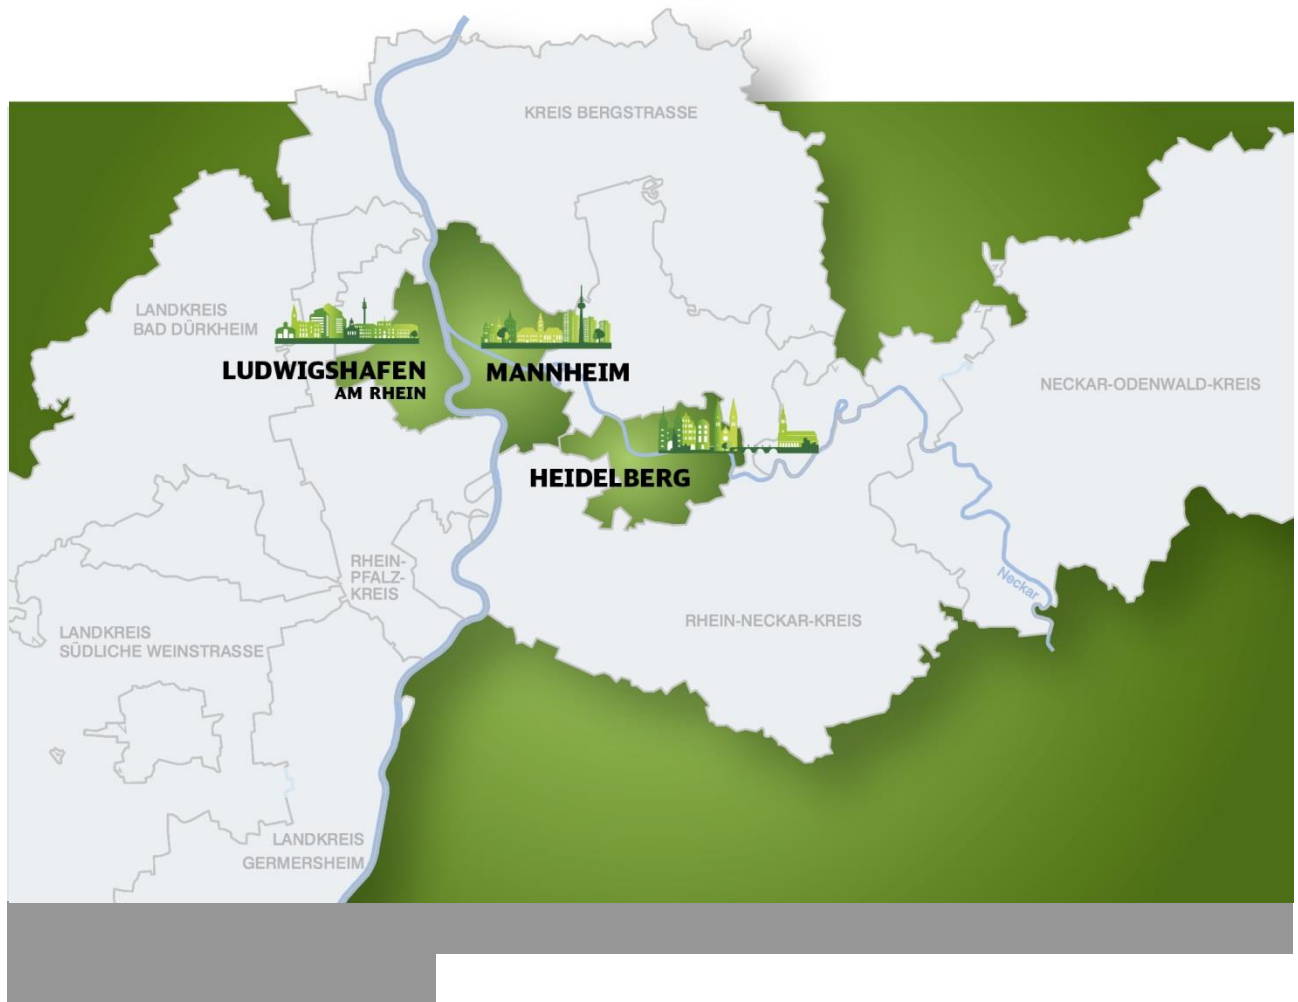 KREIS BERGSTRASSE
LANDKREIS
BAD DÜRKHEIM
LUDWIGSHAFEN
AM RHEIN
MANNHEIM
NECKAR-ODENWALD-KREIS
HEIDELBERG
RHEIN-
PFALZ-
KREIS
Neckar
RHEIN-NECKAR-KREIS
LANDKREIS
SÜDLICHE WEINSTRASSE
LANDKREIS
GERMERSHEIM